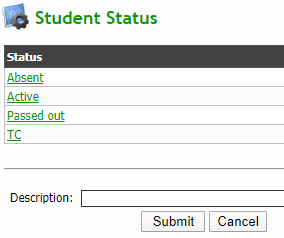 Student Status
Status
Absent
Active
Passed out
TC
Description:
Submit Cancel